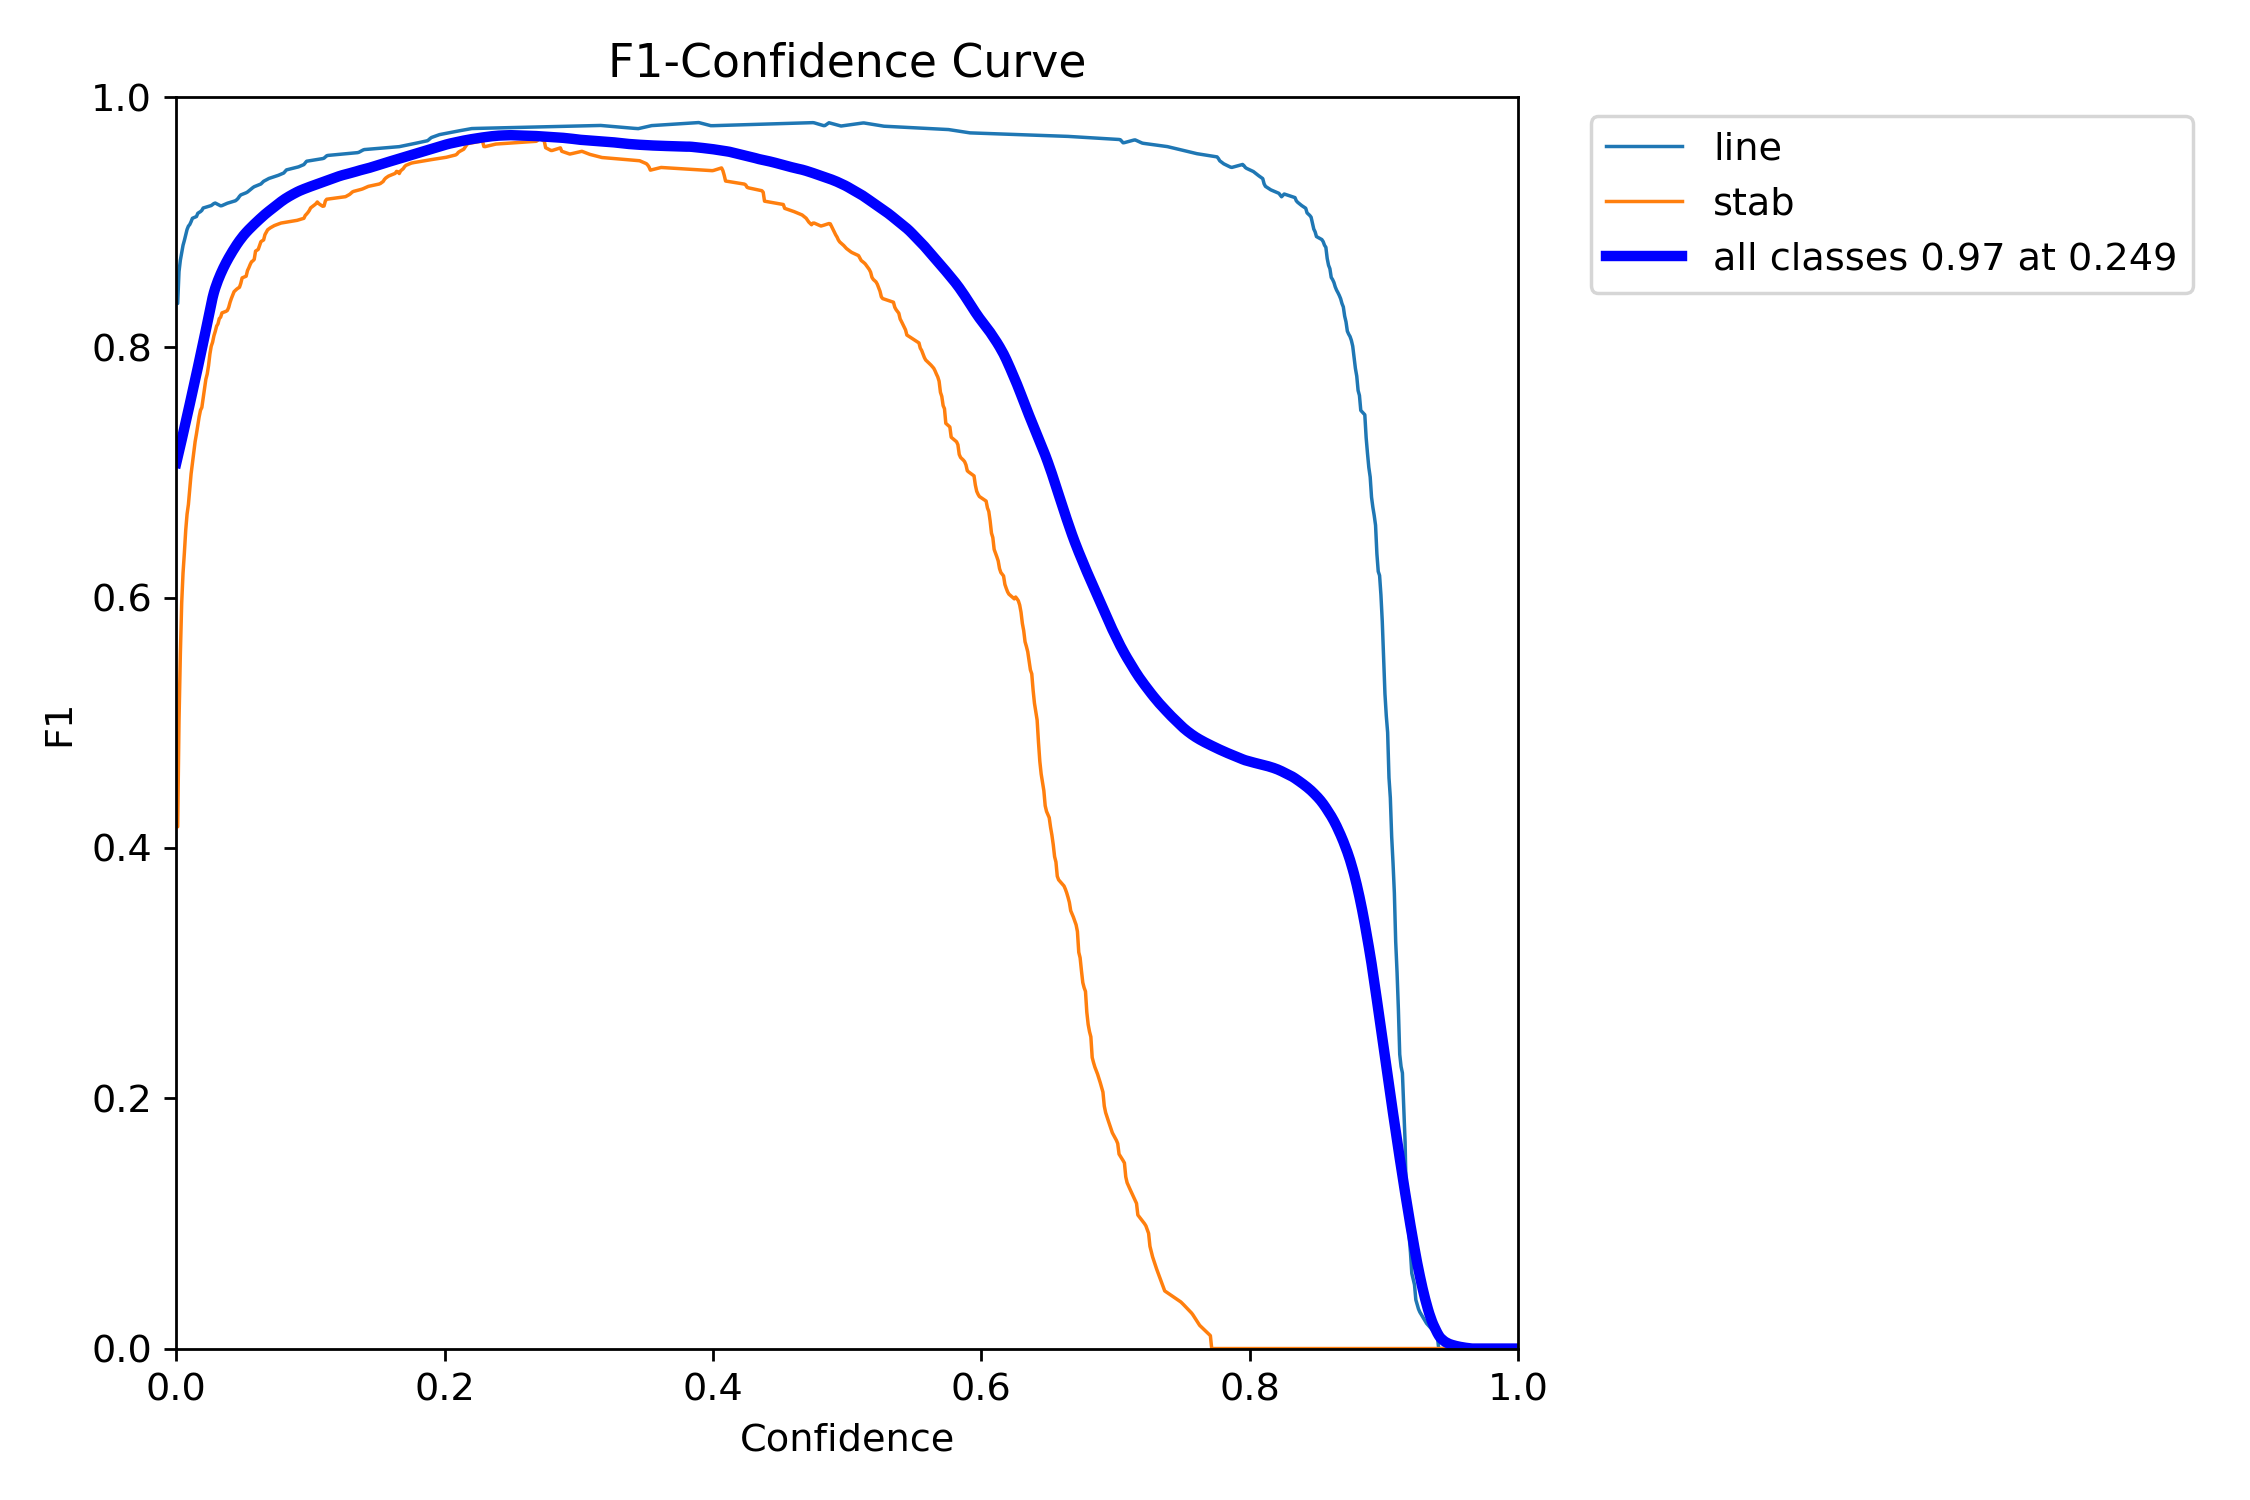 F1-Confidence Curve
1.0
0.8
0.6
0.4
0.2
0.0
F1
0.0 0.2 0.4 0.6 0.8 1.0
Confidence
line
stab
all classes 0.97 at 0.249